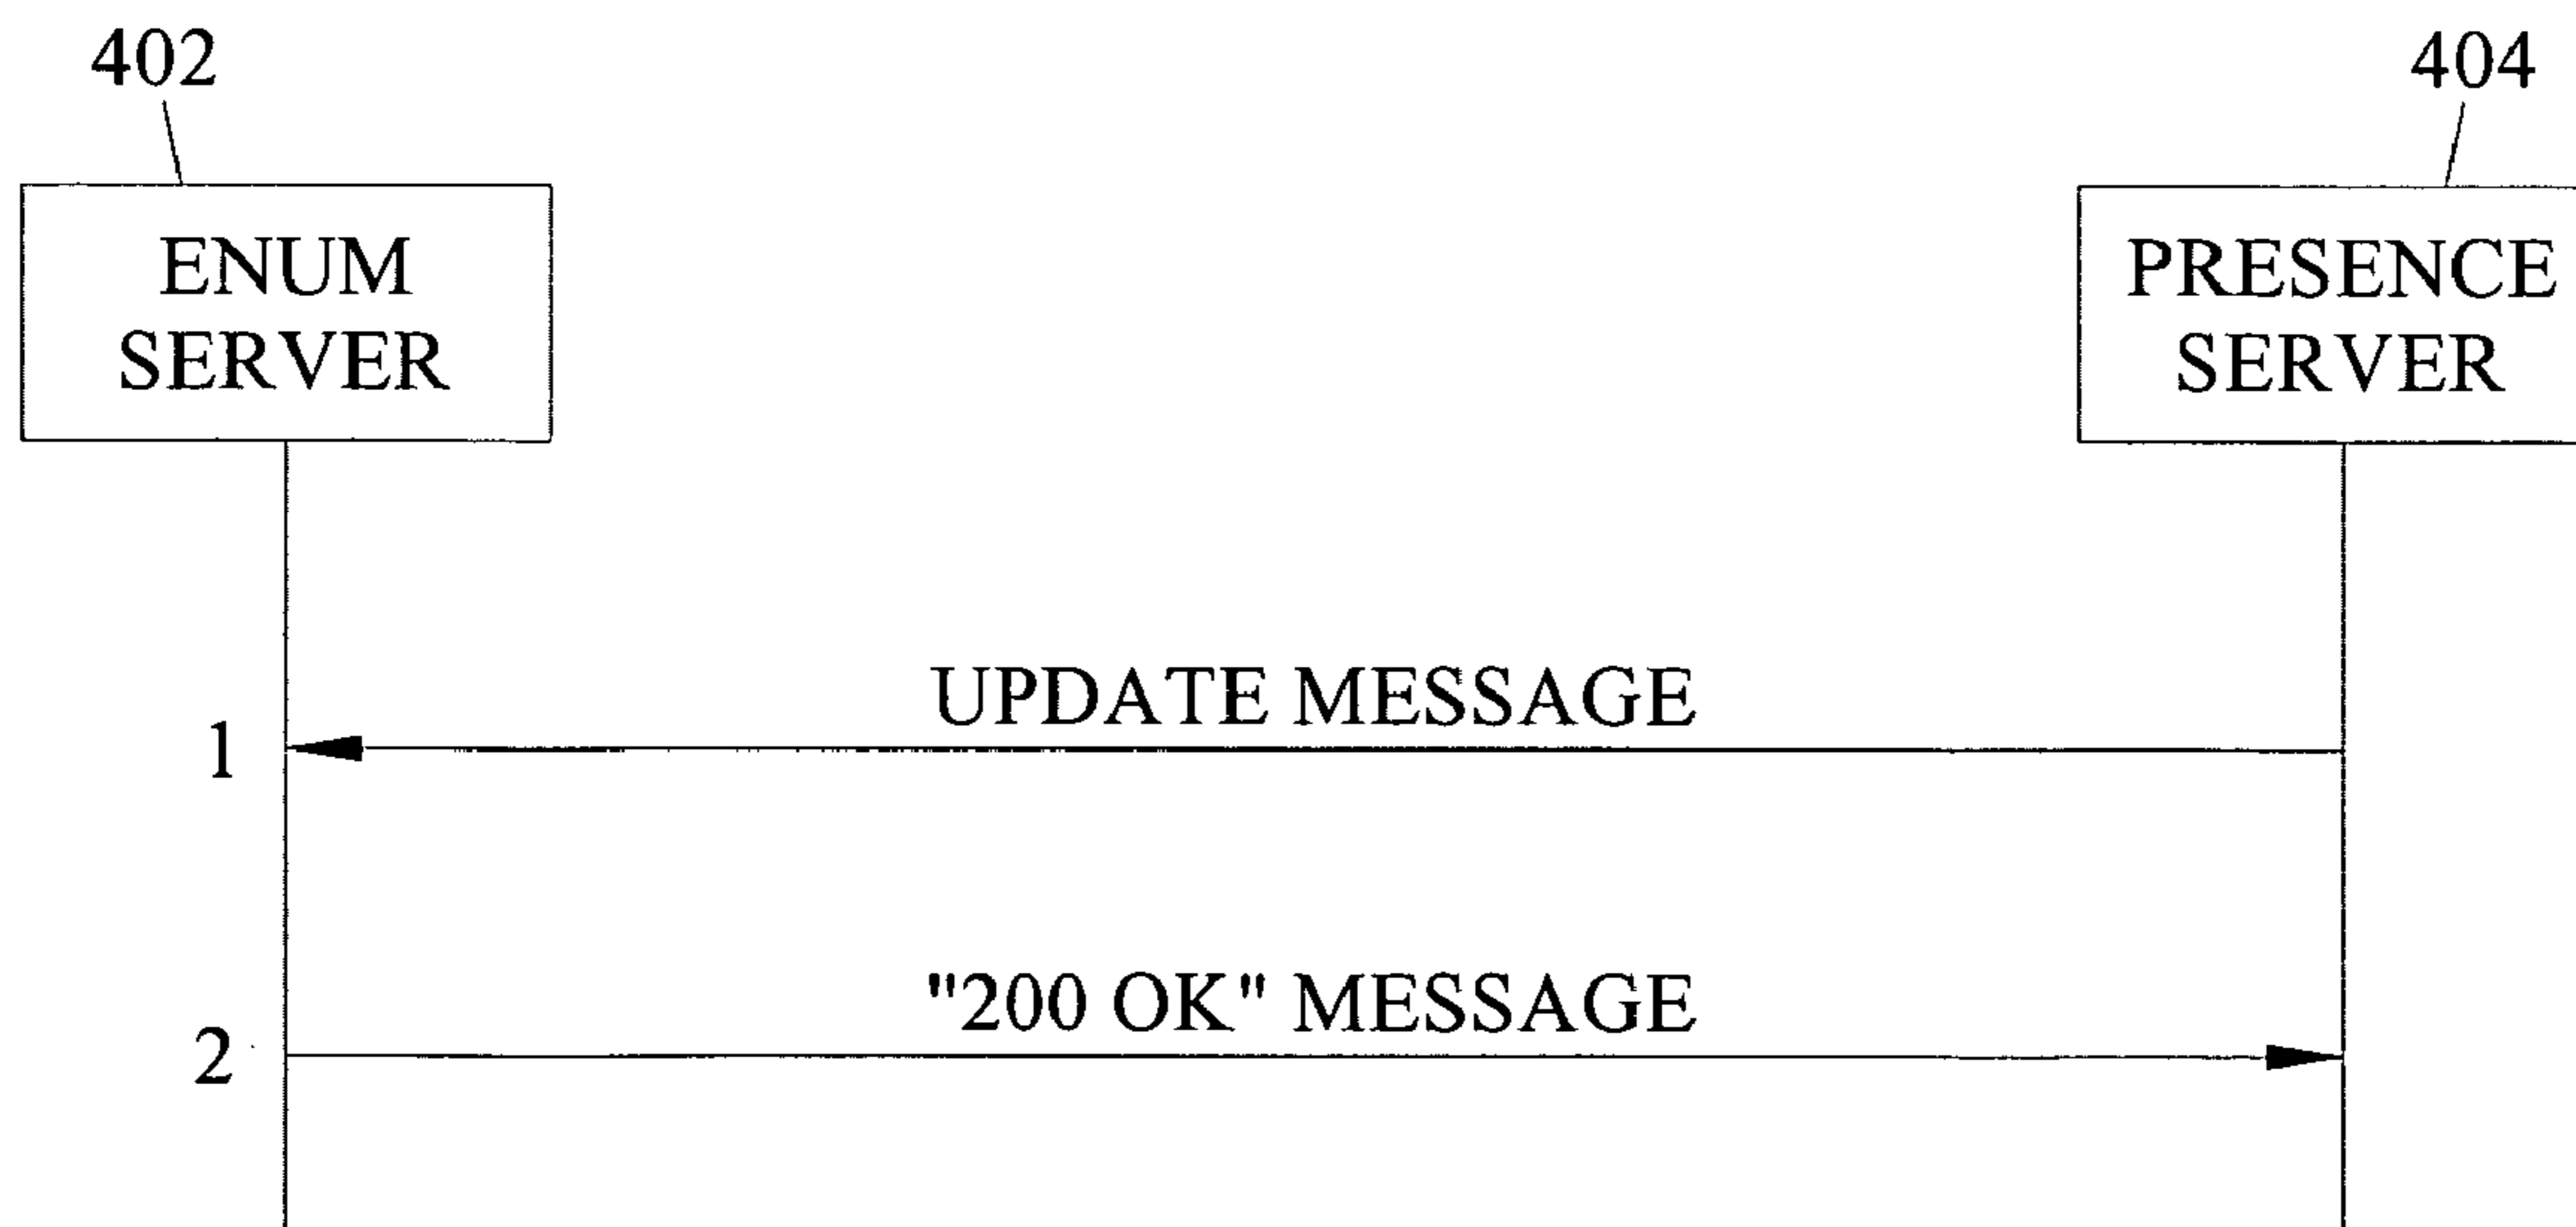 402
404
ENUM
SERVER
PRESENCE
SERVER
UPDATE MESSAGE
1
"200 OK" MESSAGE
2